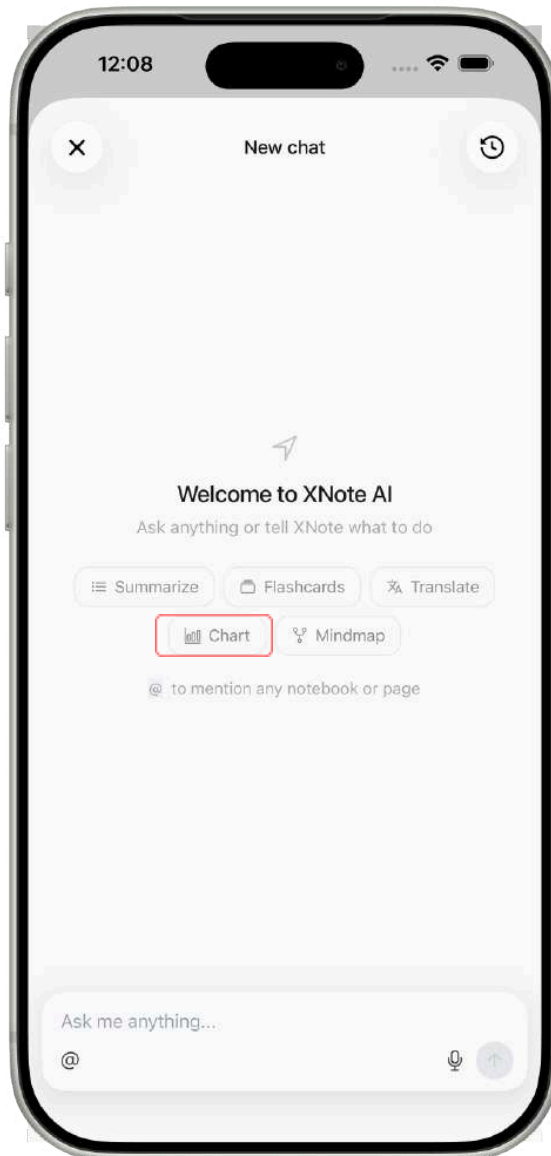 12:08
New chat
Welcome to XNote AI
Ask anything or tell XNote what to do
Summarize Flashcards Translate
Chart Mindmap
@ to mention any notebook or page
Ask me anything...
@